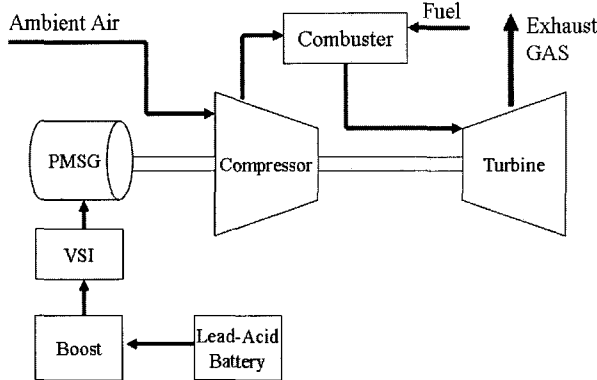 Ambient Air
Fuel
Combuster
Exhaust
GAS
PMSG
Compressor
Turbine
VSI
Boost
Lead-Acid
Battery